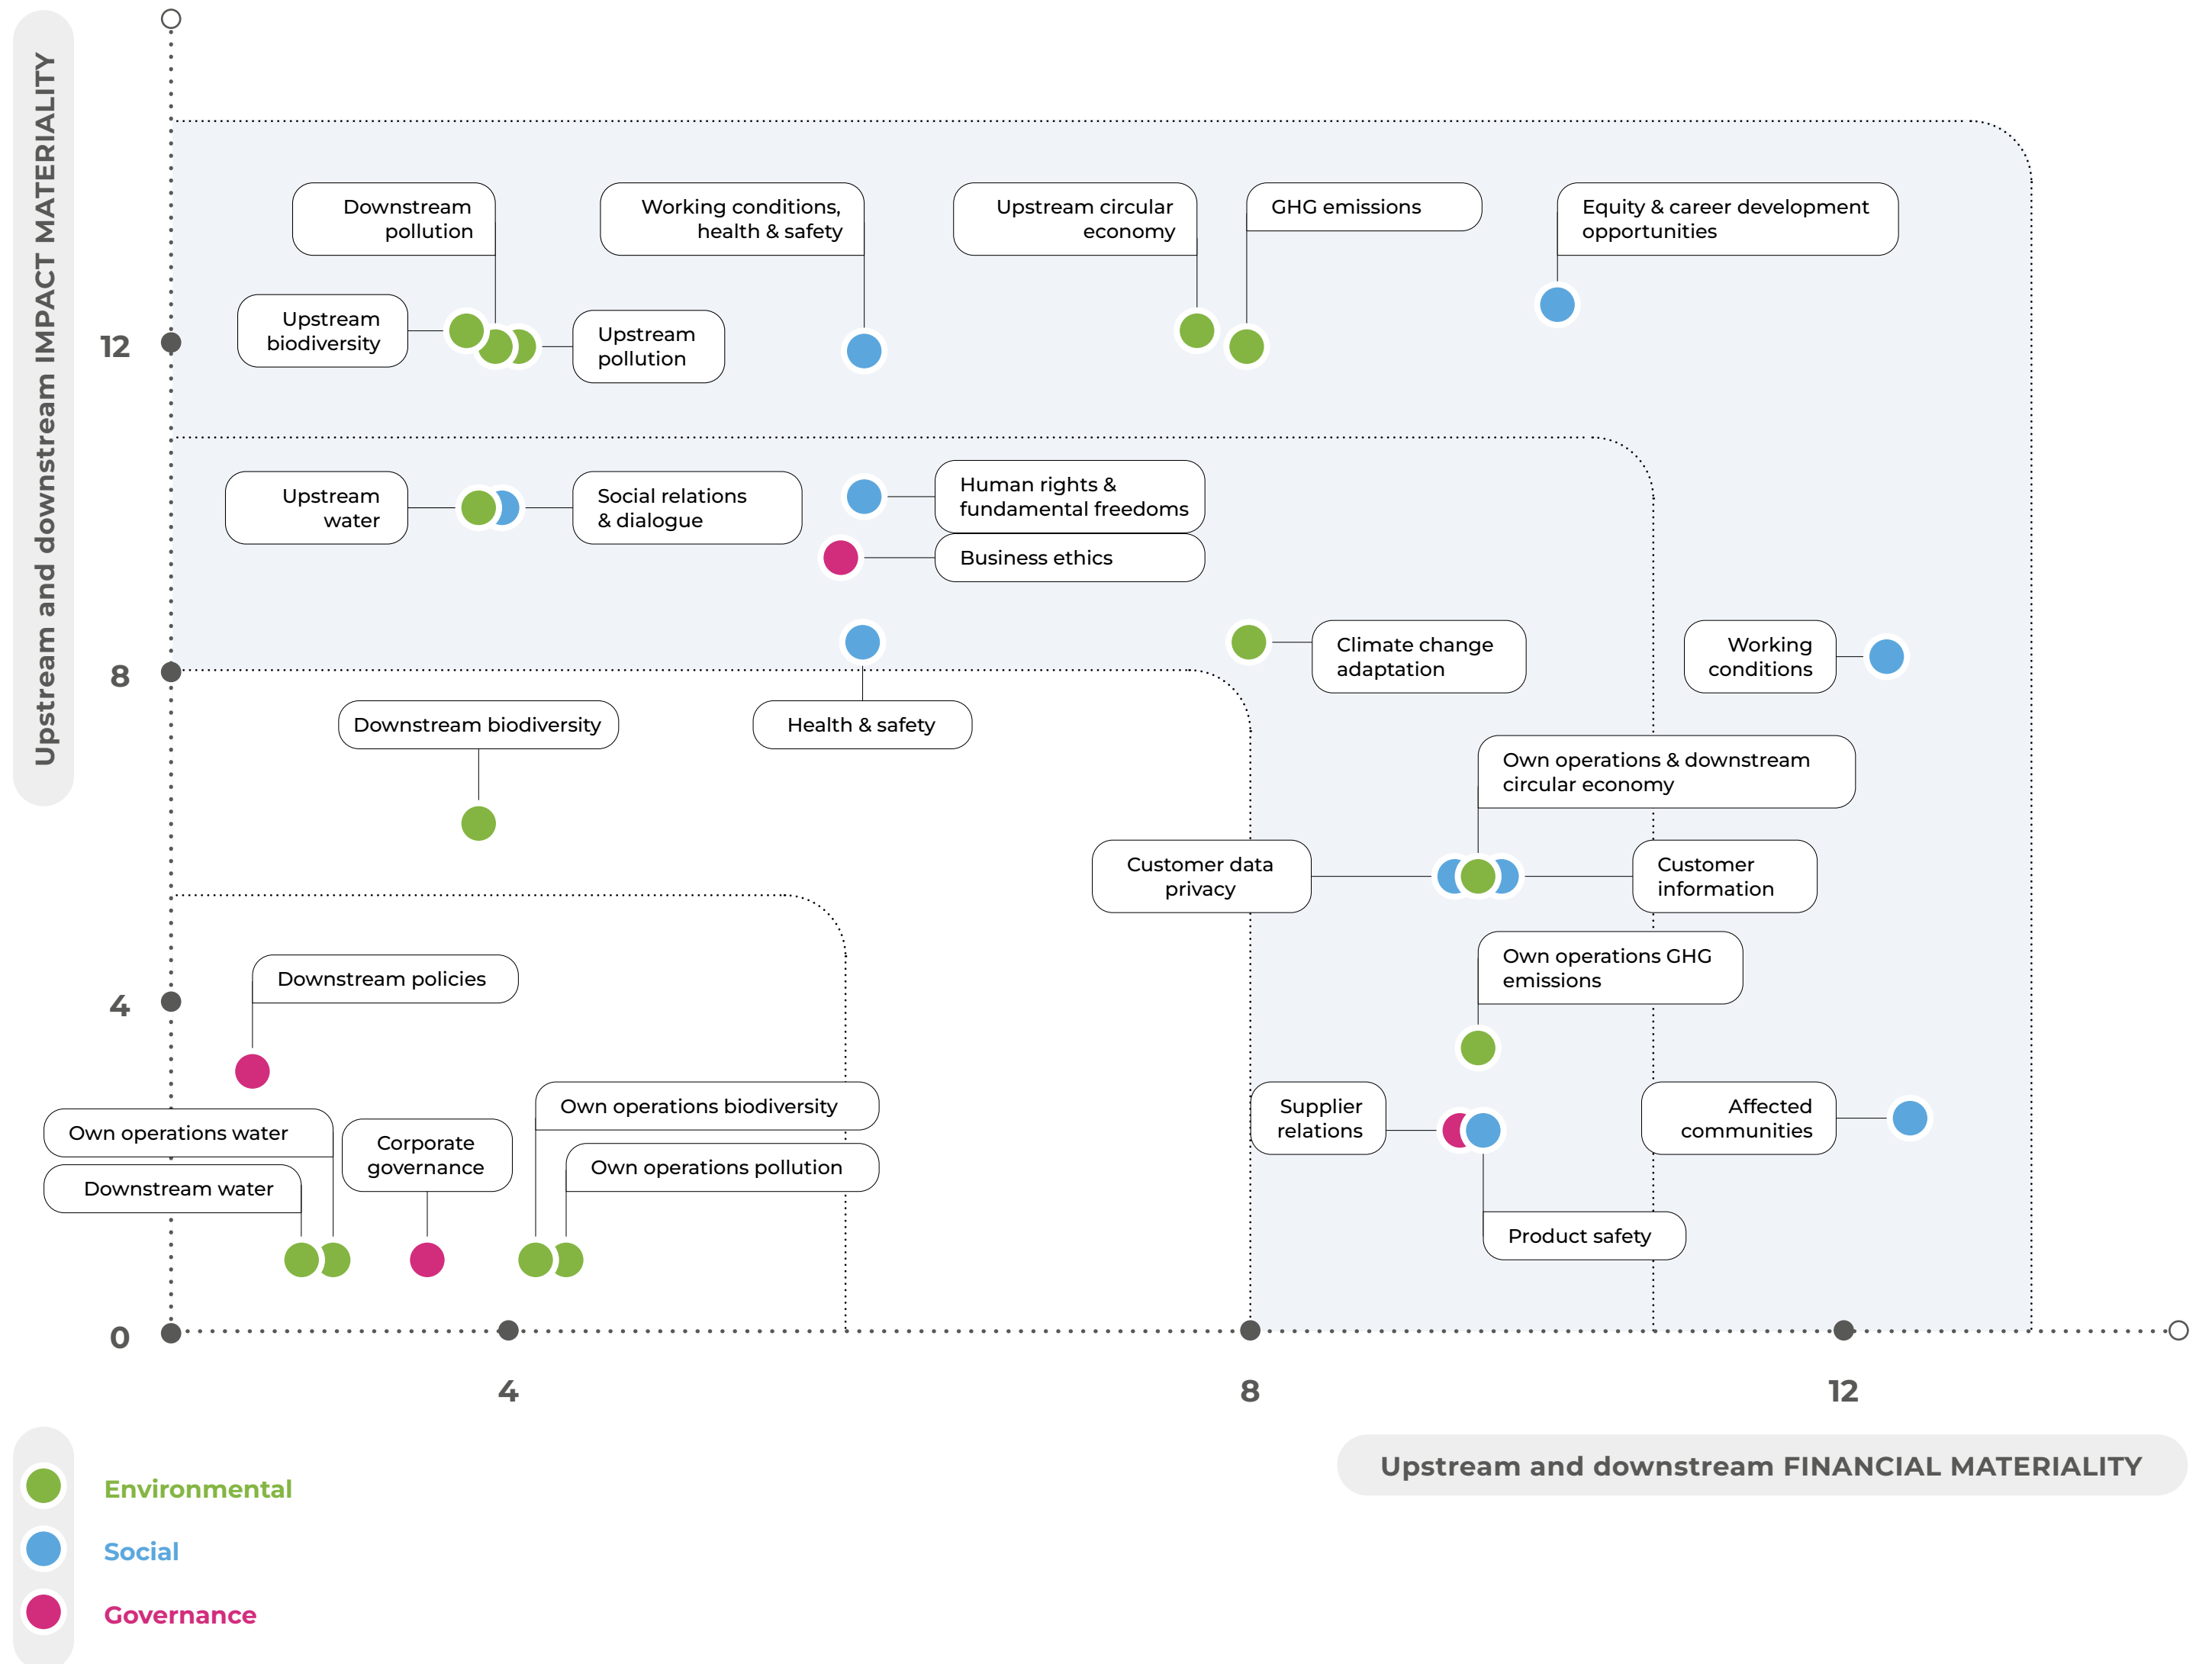 Upstream and downstream IMPACT MATERIALITY
Downstream
pollution
Working conditions,
health & safety
Upstream circular
economy
GHG emissions
Equity & career development
opportunities
Upstream
biodiversity
Upstream
pollution
12
Upstream
water
Social relations
& dialogue
Human rights &
fundamental freedoms
Business ethics
Climate change
adaptation
Working
conditions
8
Downstream biodiversity
Health & safety
Own operations & downstream
circular economy
Customer data
privacy
Customer
information
Own operations GHG
emissions
4
Downstream policies
Own operations water
Downstream water
Corporate
governance
Own operations biodiversity
Own operations pollution
Supplier
relations
Affected
communities
Product safety
0
4
8
12
Upstream and downstream FINANCIAL MATERIALITY
Environmental
Social
Governance